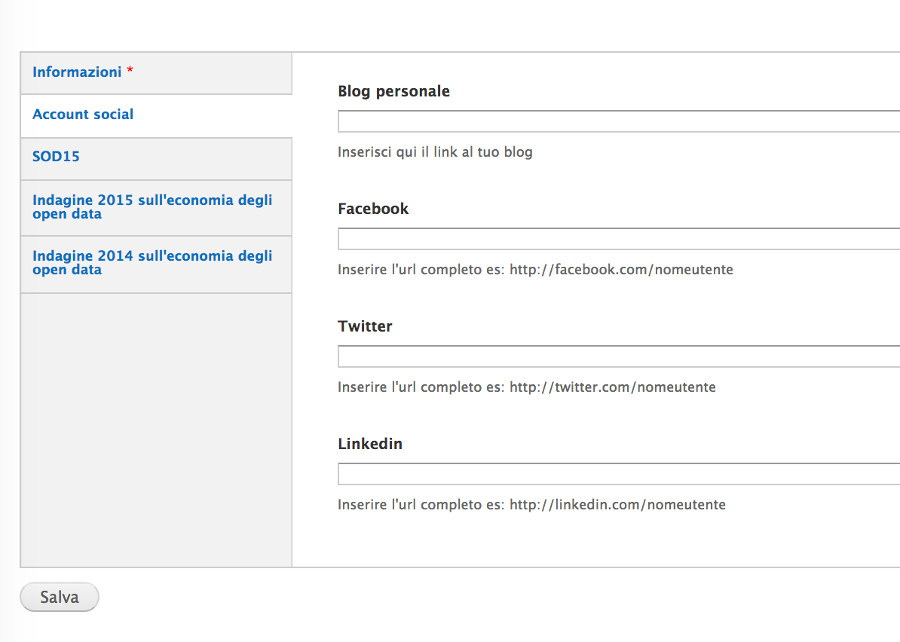 Informazioni *
Account social
SOD15
Indagine 2015 sull'economia degli
open data
Indagine 2014 sull'economia degli
open data
Blog personale
Inserisci qui il link al tuo blog
Facebook
Inserire l'url completo es: http://facebook.com/nomeutente
Twitter
Inserire l'url completo es: http://twitter.com/nomeutente
Linkedin
Inserire l'url completo es: http://linkedin.com/nomeutente
Salva